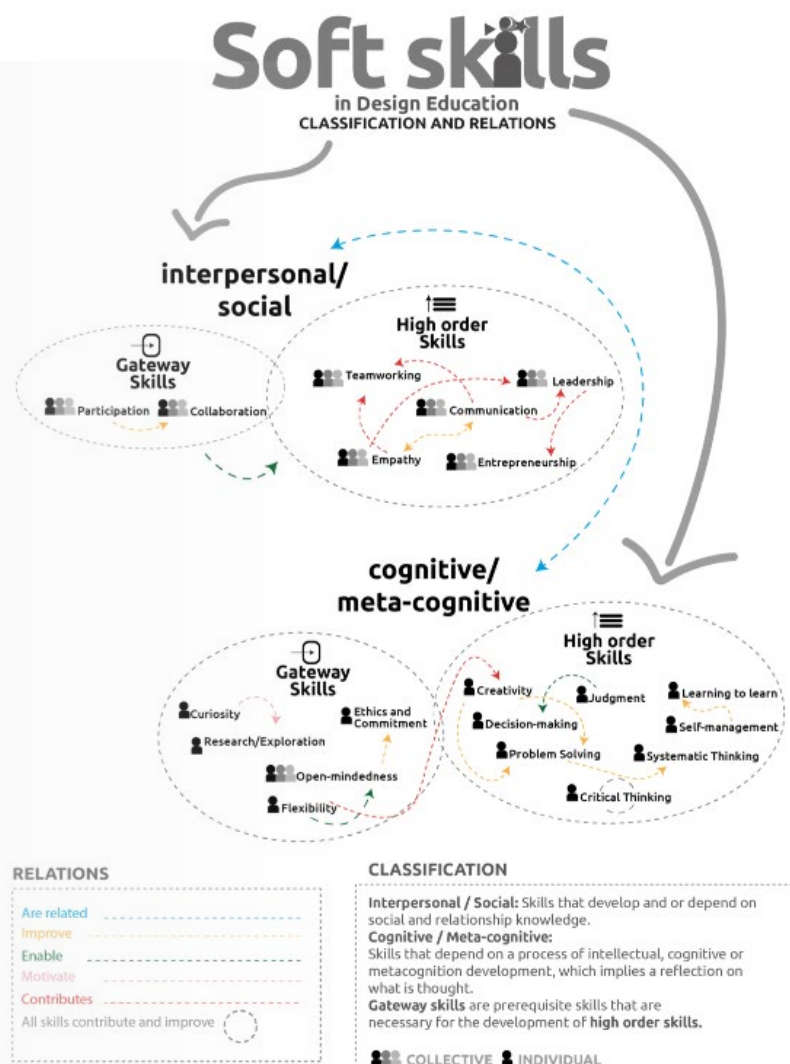 Soft skills
in Design Education
CLASSIFICATION AND RELATIONS
interpersonal/
social
Gateway
Skills
Participation
Collaboration
High order
Skills
Teamworking
Leadership
Communication
Empathy
Entrepreneurship
cognitive/
meta-cognitive
Gateway
Skills
Curiosity
Ethics and
Commitment
Research/Exploration
Open-mindedness
Flexibility
High order
Skills
Creativity
Judgment
Learning to learn
Decision-making
Self-management
Problem Solving
Systematic Thinking
Critical Thinking
RELATIONS
Are related
Improve
Enable
Motivate
Contributes
All skills contribute and improve
CLASSIFICATION
Interpersonal / Social: Skills that develop and or depend on
social and relationship knowledge.
Cognitive / Meta-cognitive:
Skills that depend on a process of intellectual, cognitive or
metacognition development, which implies a reflection on
what is thought.
Gateway skills are prerequisite skills that are
necessary for the development of high order skills.
COLLECTIVE INDIVIDUAL